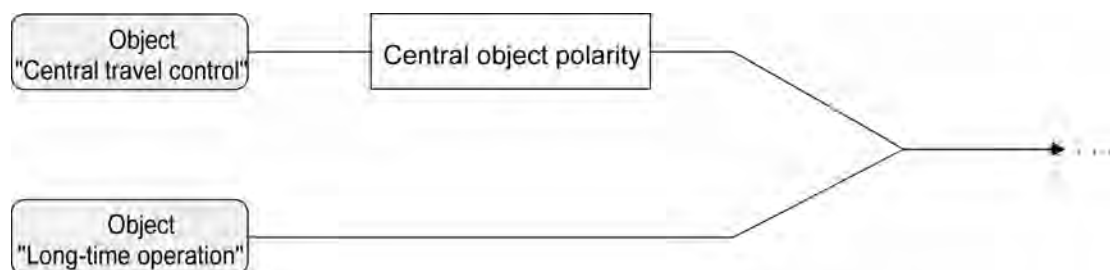 Object
"Central travel control"
Central object polarity
Object
"Long-time operation"